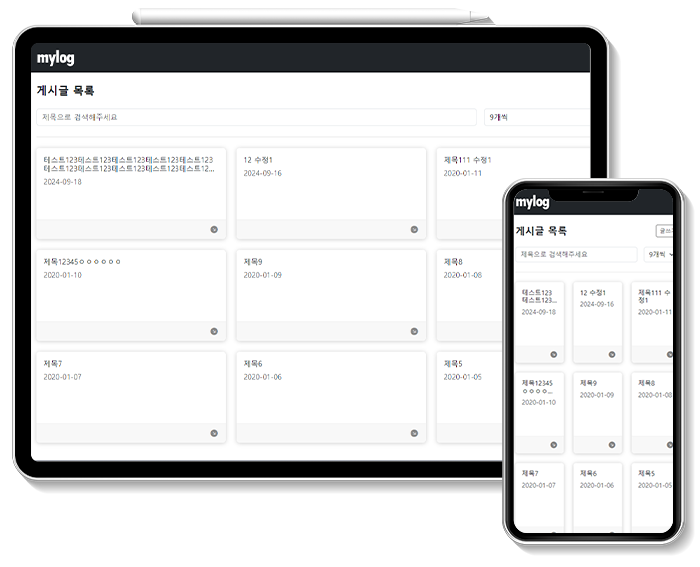 mylog
게시글 목록
제목으로 검색해주세요
9개씩
테스트123테스트123테스트123테스트123테스트123
테스트123테스트123테스트123테스트123테스트12...
2024-09-18
12 수정1
2024-09-16
제목111 수정1
2020-01-11
제목12345ㅇㅇㅇㅇㅇㅇ
2020-01-10
제목9
2020-01-09
제목8
2020-01-08
제목7
2020-01-07
제목6
2020-01-06
제목5
2020-01-05
mylog
게시글 목록
제목으로 검색해주세요
9개씩
테스트123
테스트123...
2024-09-18
12 수정1
2024-09-16
제목111 수
정1
2020-01-11
제목12345
ㅇㅇㅇㅇ...
2020-01-10
제목9
2020-01-09
제목8
2020-01-08
제목7
2020-01-07
제목6
2020-01-06
제목5
2020-01-05